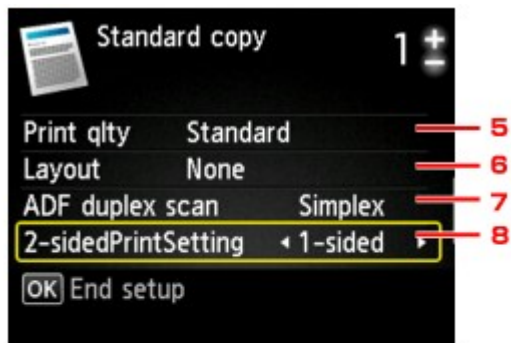 Standard copy 1 + -
Print qlty Standard 5
Layout None 6
ADF duplex scan Simplex 7
2-sidedPrintSetting 1-sided 8
OK End setup